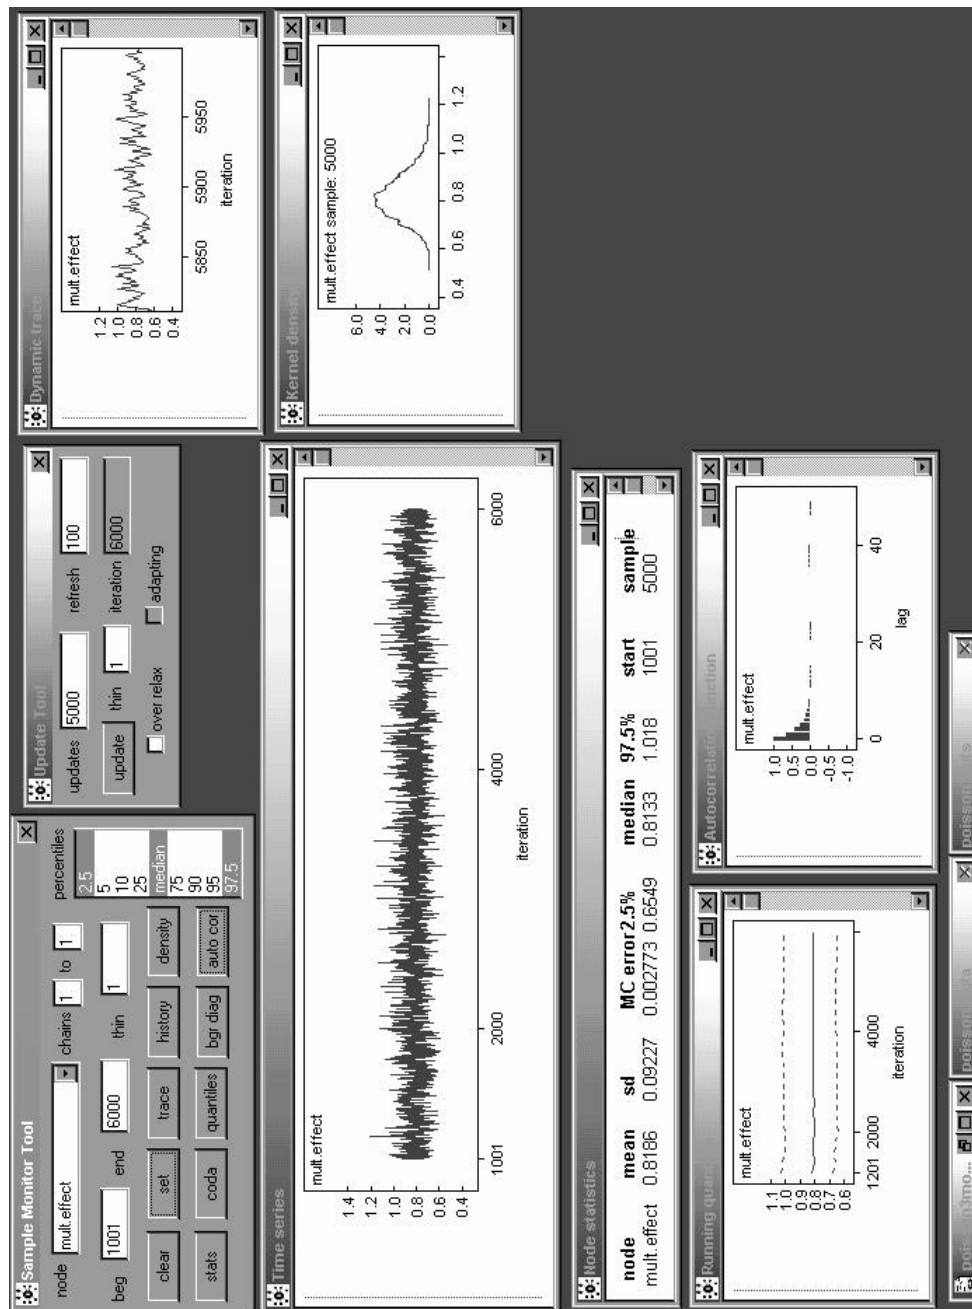 Sample Monitor Tool
node mult.effect chains 1 to 1 percentiles
beg 1001 end 6000 thin 1
2.5
5
10
25
median
75
90
95
97.5
clear set trace history density
stats coda quantiles bgr diag auto cor
Update Tool
updates 5000 refresh 100
update thin 1 iteration 6000
over relax adapting
Dynamic trace
mult.effect
1.2
1.0
0.8
0.6
0.4
5850 5900 5950
iteration
Time series
mult.effect
1.4
1.2
1.0
0.8
0.6
0.4
1001 2000 4000 6000
iteration
Kernel density
mult.effect sample: 5000
6.0
4.0
2.0
0.0
0.4 0.6 0.8 1.0 1.2
Node statistics
node mean sd MC error 2.5% median 97.5% start sample
mult.effect 0.8186 0.09227 0.002773 0.6549 0.8133 1.018 1001 5000
Running quan
mult.effect
1.1
1.0
0.9
0.8
0.7
0.6
1201 2000 4000
iteration
Autocorrelation function
mult.effect
1.0
0.5
0.0
-0.5
-1.0
0 20 40
lag